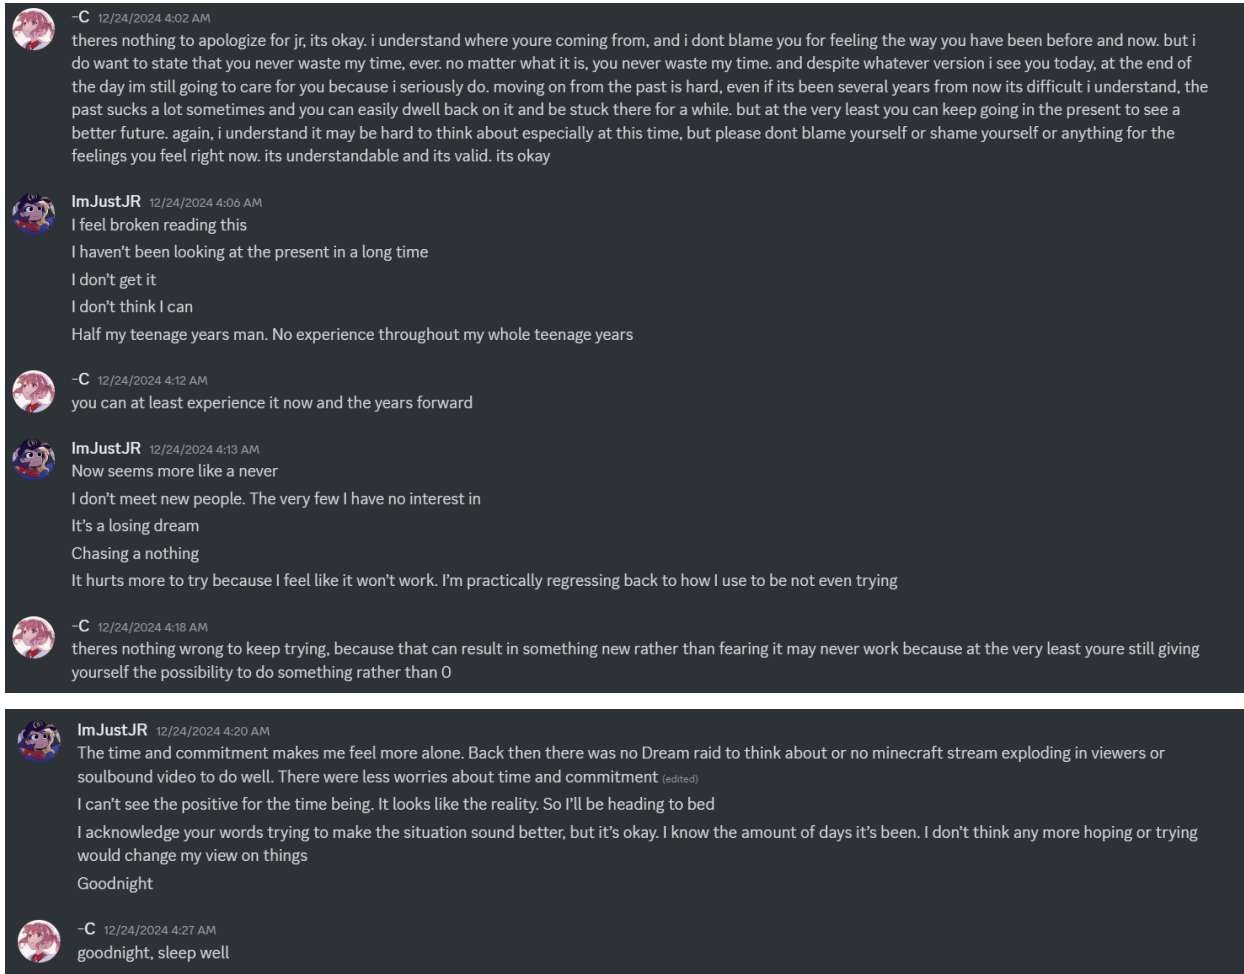 -C 12/24/2024 4:02 AM
theres nothing to apologize for jr, its okay. i understand where youre coming from, and i dont blame you for feeling the way you have been before and now. but i
do want to state that you never waste my time, ever. no matter what it is, you never waste my time. and despite whatever version i see you today, at the end of
the day im still going to care for you because i seriously do. moving on from the past is hard, even if its been several years from now its difficult i understand, the
past sucks a lot sometimes and you can easily dwell back on it and be stuck there for a while. but at the very least you can keep going in the present to see a
better future. again, i understand it may be hard to think about especially at this time, but please dont blame yourself or shame yourself or anything for the
feelings you feel right now. its understandable and its valid. its okay
ImJustJR 12/24/2024 4:06 AM
I feel broken reading this
I haven't been looking at the present in a long time
I don't get it
I don't think I can
Half my teenage years man. No experience throughout my whole teenage years
-C 12/24/2024 4:12 AM
you can at least experience it now and the years forward
ImJustJR 12/24/2024 4:13 AM
Now seems more like a never
I don't meet new people. The very few I have no interest in
It's a losing dream
Chasing a nothing
It hurts more to try because I feel like it won't work. I'm practically regressing back to how I use to be not even trying
-C 12/24/2024 4:18 AM
theres nothing wrong to keep trying, because that can result in something new rather than fearing it may never work because at the very least youre still giving
yourself the possibility to do something rather than 0
ImJustJR 12/24/2024 4:20 AM
The time and commitment makes me feel more alone. Back then there was no Dream raid to think about or no minecraft stream exploding in viewers or
soulbound video to do well. There were less worries about time and commitment (edited)
I can't see the positive for the time being. It looks like the reality. So I'll be heading to bed
I acknowledge your words trying to make the situation sound better, but it's okay. I know the amount of days it's been. I don't think any more hoping or trying
would change my view on things
Goodnight
-C 12/24/2024 4:27 AM
goodnight, sleep well